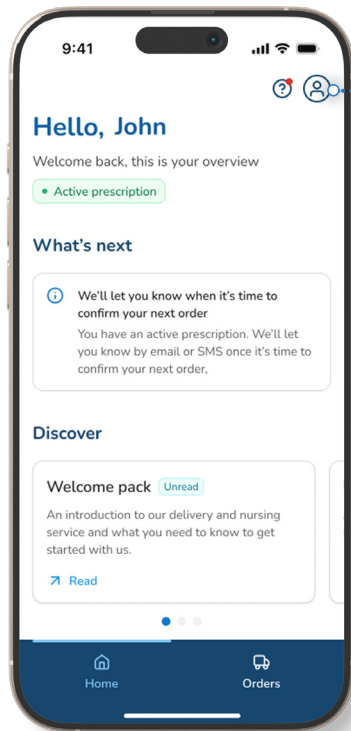 9:41
Hello, John
Welcome back, this is your overview
Active prescription
What's next
We'll let you know when it's time to
confirm your next order
You have an active prescription. We'll let
you know by email or SMS once it's time to
confirm your next order,
Discover
Welcome pack Unread
An introduction to our delivery and nursing
service and what you need to know to get
started with us.
Read
Home
Orders